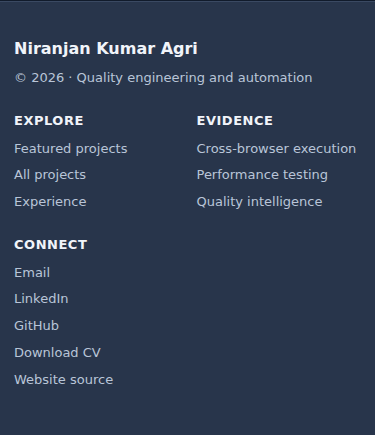 Niranjan Kumar Agri
© 2026 · Quality engineering and automation
EXPLORE
Featured projects
All projects
Experience
EVIDENCE
Cross-browser execution
Performance testing
Quality intelligence
CONNECT
Email
LinkedIn
GitHub
Download CV
Website source